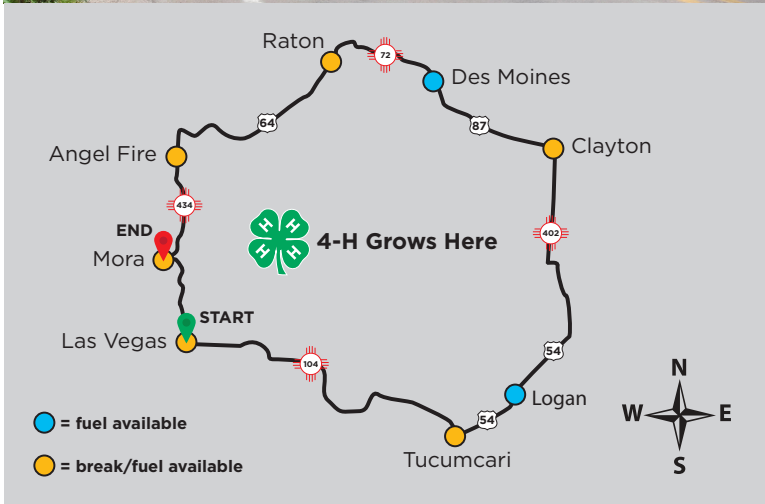 Raton
72
Des Moines
64
87
Clayton
Angel Fire
434
END
H H
H H
4-H Grows Here
402
Mora
START
Las Vegas
104
54
N
W E
S
Logan
54
= fuel available
= break/fuel available
Tucumcari